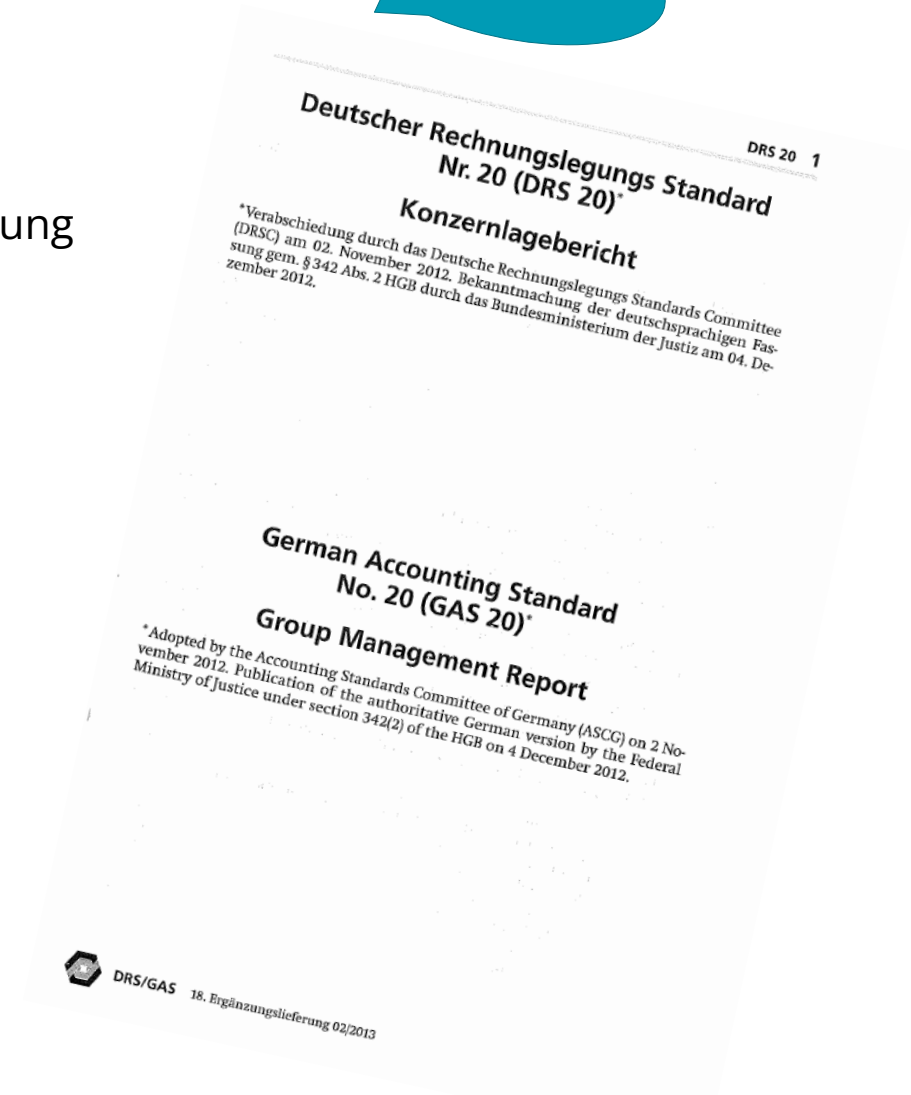 ung
DRS 20 1
Deutscher Rechnungslegungs Standard
Nr. 20 (DRS 20)*
Konzernlagebericht
*Verabschiedung durch das Deutsche Rechnungslegungs Standards Committee
(DRSC) am 02. November 2012. Bekanntmachung der deutschsprachigen Fas-
sung gem. § 342 Abs. 2 HGB durch das Bundesministerium der Justiz am 04. De-
zember 2012.
German Accounting Standard
No. 20 (GAS 20)*
Group Management Report
*Adopted by the Accounting Standards Committee of Germany (ASCG) on 2 No-
vember 2012. Publication of the authoritative German version by the Federal
Ministry of Justice under section 342(2) of the HGB on 4 December 2012.
DRS/GAS 18. Ergänzungslieferung 02/2013